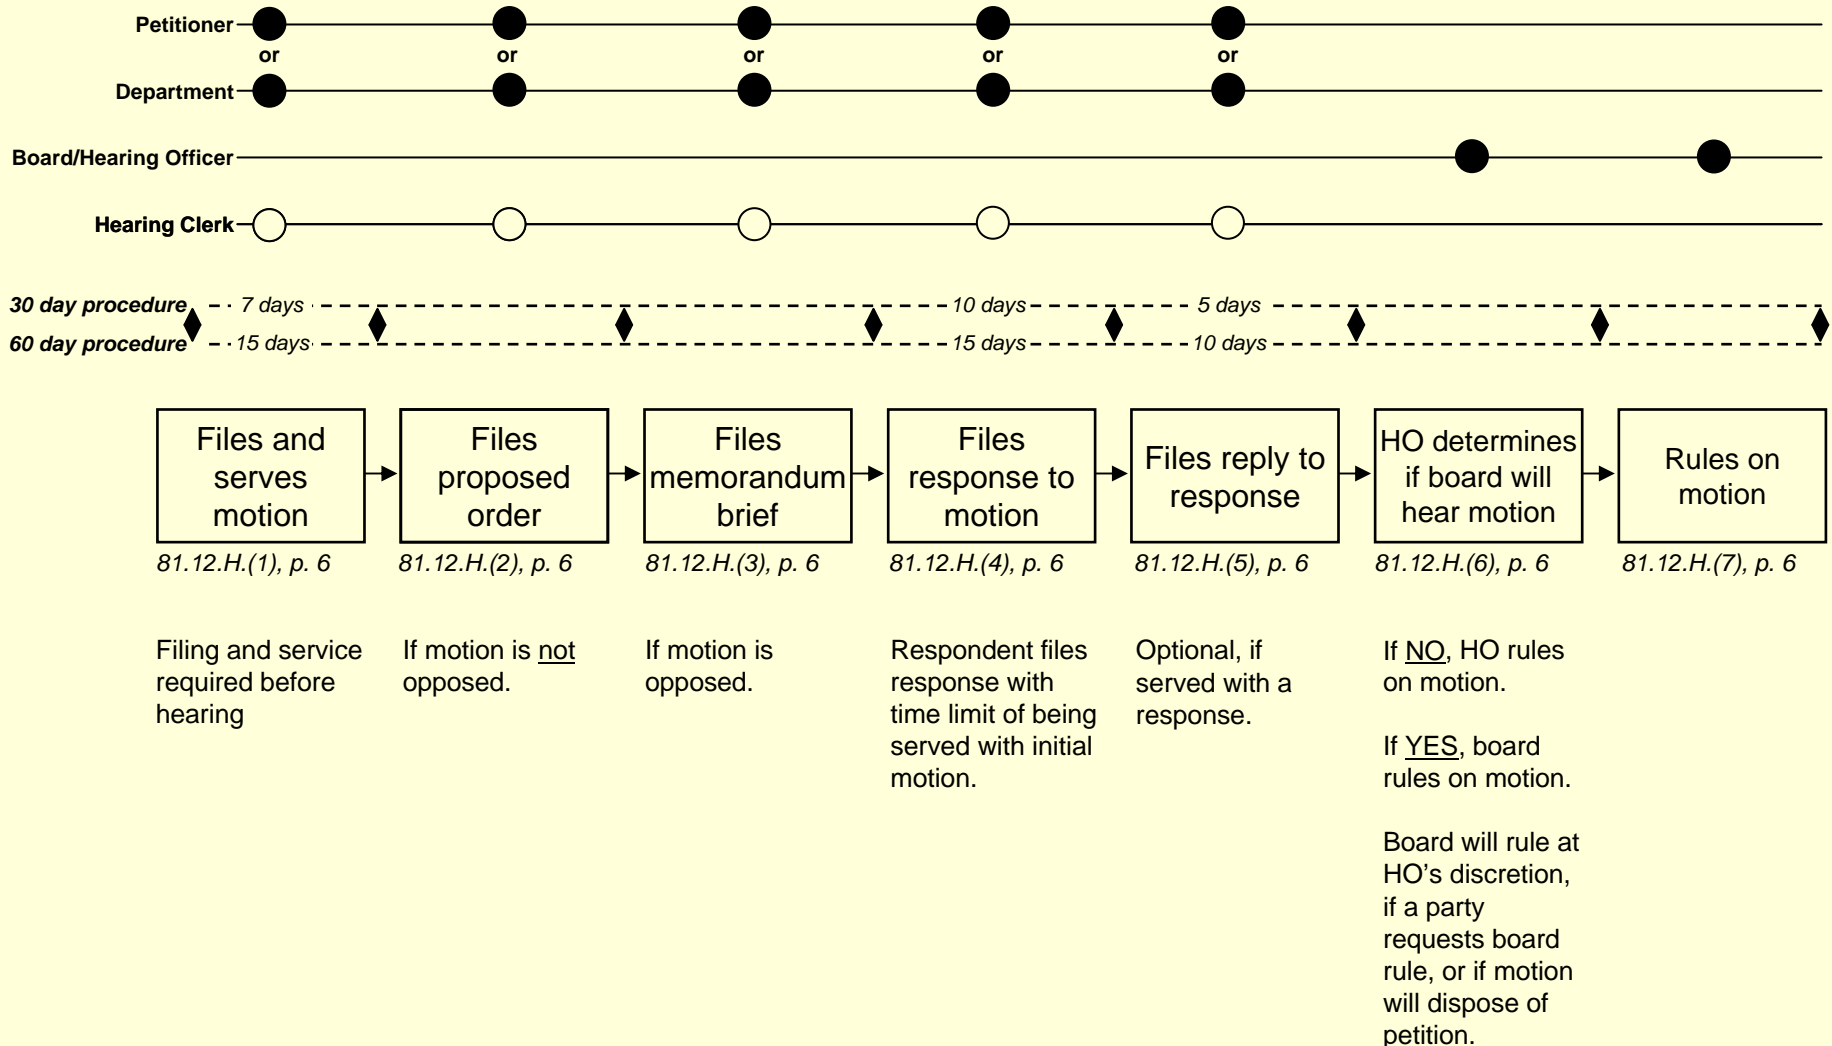 Petitioner
or or or or or
Department
Board/Hearing Officer
Hearing Clerk
30 day procedure 7 days 10 days 5 days
60 day procedure 15 days 15 days 10 days
Files and
serves
motion
81.12.H.(1), p. 6
Filing and service
required before
hearing
Files
proposed
order
81.12.H.(2), p. 6
If motion is not
opposed.
Files
memorandum
brief
81.12.H.(3), p. 6
If motion is
opposed.
Files
response to
motion
81.12.H.(4), p. 6
Respondent files
response with
time limit of being
served with initial
motion.
Files reply to
response
81.12.H.(5), p. 6
Optional, if
served with a
response.
HO determines
if board will
hear motion
81.12.H.(6), p. 6
If NO, HO rules
on motion.
If YES, board
rules on motion.
Board will rule at
HO’s discretion,
if a party
requests board
rule, or if motion
will dispose of
petition.
Rules on
motion
81.12.H.(7), p. 6